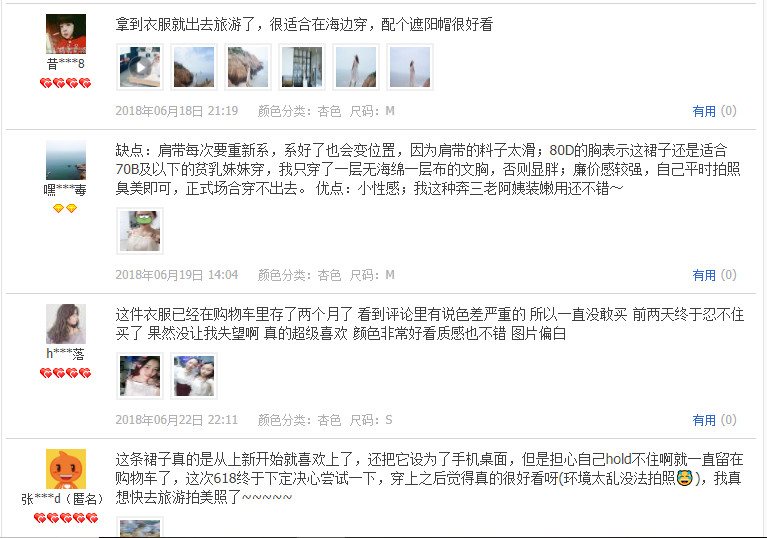 拿到衣服就出去旅游了，很适合在海边穿，配个遮阳帽很好看
昔***8
2018年06月18日 21:19 颜色分类：杏色 尺码：M 有用 (0)
缺点：肩带每次要重新系，系好了也会变位置，因为肩带的料子太滑；80D的胸表示这裙子还是适合
70B及以下的贫乳妹妹穿，我只穿了一层无海绵一层布的文胸，否则显胖；廉价感较强，自己平时拍照
臭美即可，正式场合穿不出去。 优点：小性感；我这种奔三老阿姨装嫩用还不错～
嘿***毒
2018年06月19日 14:04 颜色分类：杏色 尺码：M 有用 (0)
这件衣服已经在购物车里存了两个月了 看到评论里有说色差严重的 所以一直没敢买 前两天终于忍不住
买了 果然没让我失望啊 真的超级喜欢 颜色非常好看质感也不错 图片偏白
h***落
2018年06月22日 22:11 颜色分类：杏色 尺码：S 有用 (0)
这条裙子真的是从上新开始就喜欢上了，还把它设为了手机桌面，但是担心自己hold不住啊就一直留在
购物车了，这次618终于下定决心尝试一下，穿上之后觉得真的很好看呀(环境太乱没法拍照😅)，我真
想快去旅游拍美照了~~~~~
张***d（匿名）